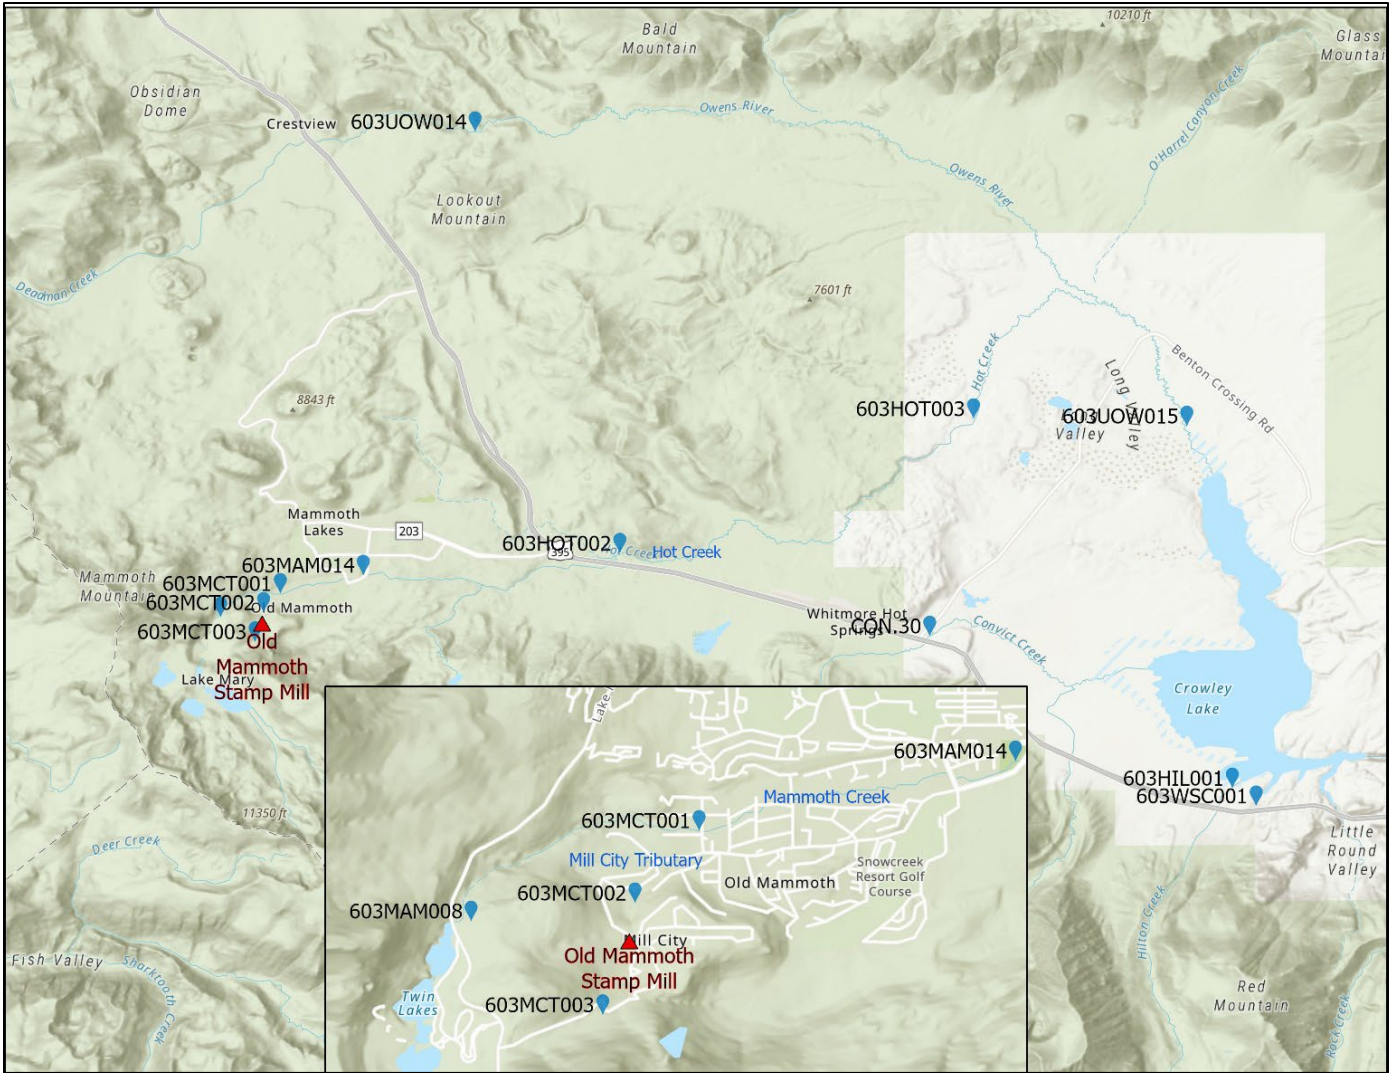 10210 ft
Bald
Mountain
Glass
Mountai
Obsidian
Dome
Crestview
603UOW014
Owens River
O'Harrel Canyon Creek
Owens River
Lookout
Mountain
Deadman Creek
7601 ft
Hot Creek
Long Valley
Benton Crossing Rd
8843 ft
603HOT003
603UOW015
Valley
Mammoth
Lakes
203
603HOT002
395
Hot Creek
603MAM014
Mammoth
Mountain
603MCT001
603MCT002
Old Mammoth
603MCT003
Old
Mammoth
Stamp Mill
Lake Mary
Whitmore Hot
Springs
CON.30
Convict Creek
Crowley
Lake
603HIL001
603WSC001
11350 ft
Deer Creek
Little
Round
Valley
Fish Valley
Sharktooth Creek
Hilton Creek
Red
Mountain
Rock Creek
Lake
603MAM014
Mammoth Creek
603MCT001
Mill City Tributary
Snowcreek
Resort Golf
Course
Old Mammoth
603MCT002
603MAM008
Mill City
Old Mammoth
Stamp Mill
Twin
Lakes
603MCT003